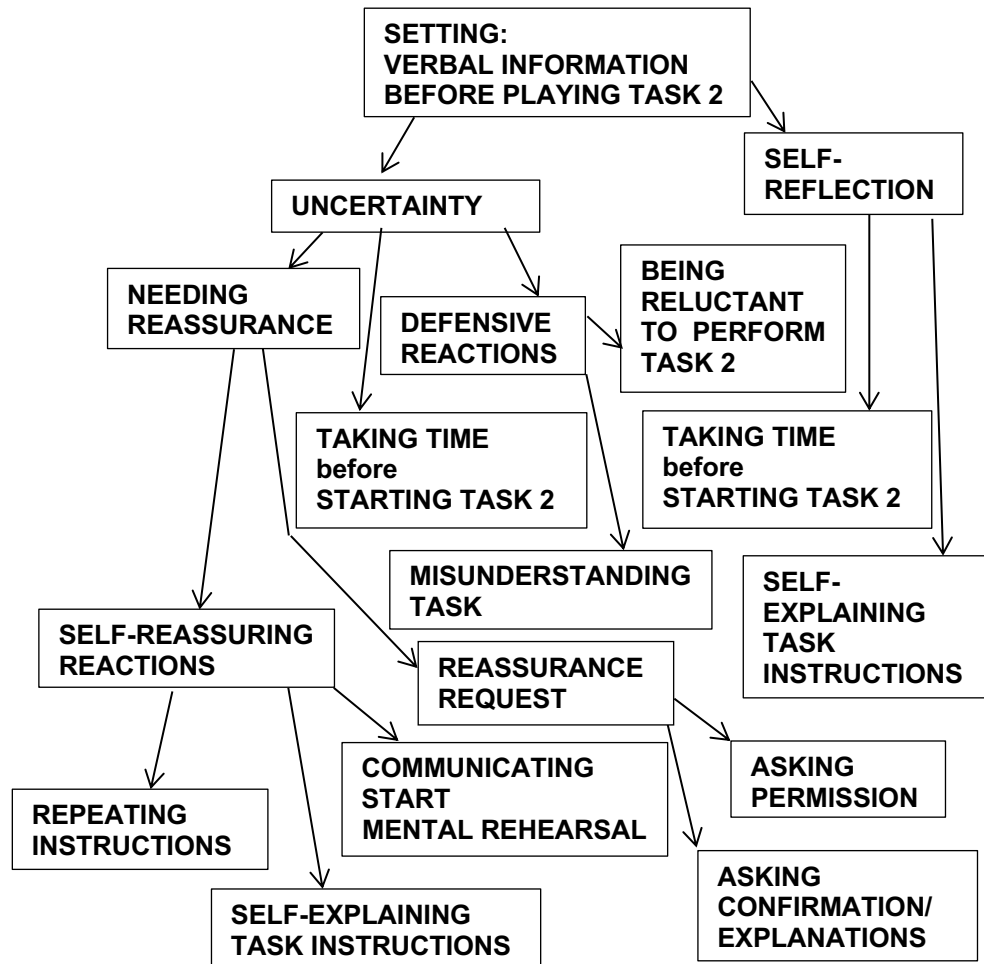 SETTING:
VERBAL INFORMATION
BEFORE PLAYING TASK 2
SELF-
REFLECTION
UNCERTAINTY
NEEDING
REASSURANCE
DEFENSIVE
REACTIONS
BEING
RELUCTANT
TO PERFORM
TASK 2
TAKING TIME
before
STARTING TASK 2
TAKING TIME
before
STARTING TASK 2
MISUNDERSTANDING
TASK
SELF-
EXPLAINING
TASK
INSTRUCTIONS
SELF-REASSURING
REACTIONS
REASSURANCE
REQUEST
COMMUNICATING
START
MENTAL REHEARSAL
ASKING
PERMISSION
REPEATING
INSTRUCTIONS
SELF-EXPLAINING
TASK INSTRUCTIONS
ASKING
CONFIRMATION/
EXPLANATIONS